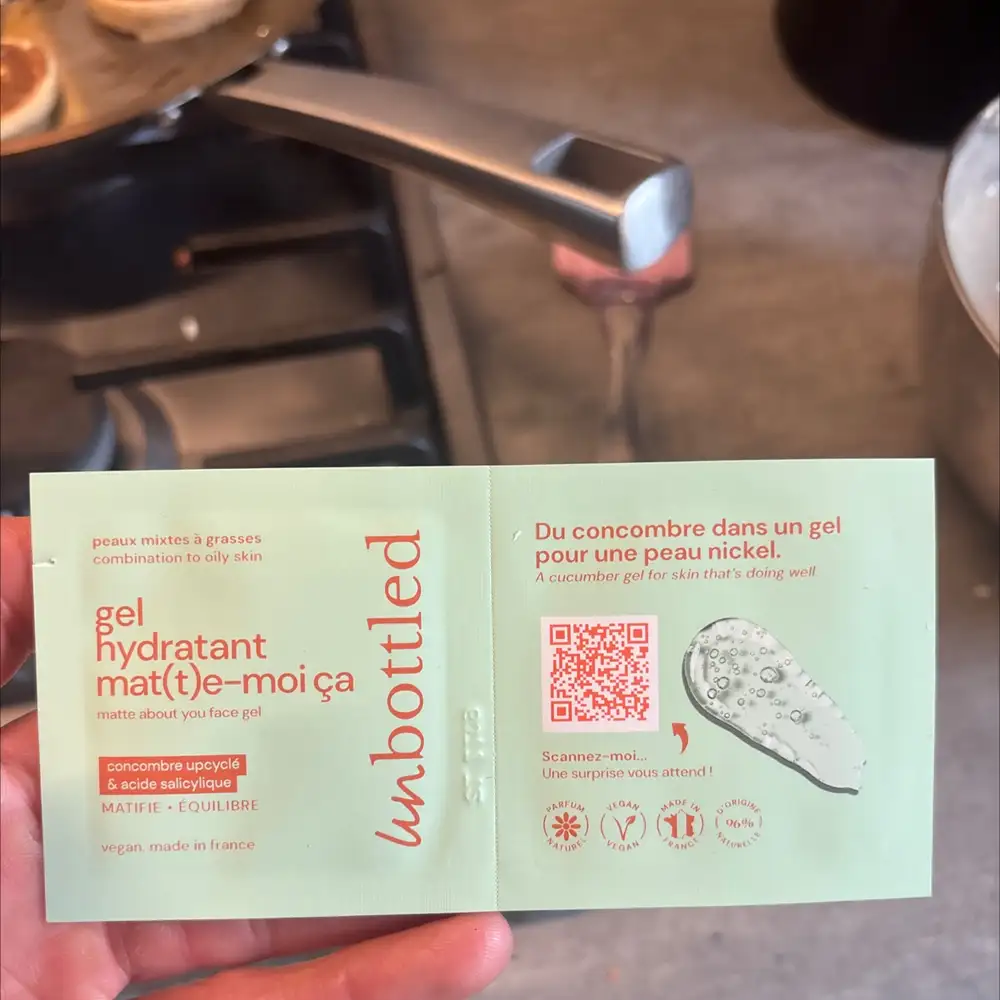 peaux mixtes à grasses
combination to oily skin
gel
hydratant
mat(t)e-moi ça
matte about you face gel
concombre upcyclé
& acide salicylique
MATIFIE • ÉQUILIBRE
vegan. made in france
unbottled
Du concombre dans un gel
pour une peau nickel.
A cucumber gel for skin that's doing well
Scannez-moi...
Une surprise vous attend !
PARFUM
NATUREL
VEGAN
VEGAN
MADE IN
FRANCE
D'ORIGINE
96%
NATURELLE